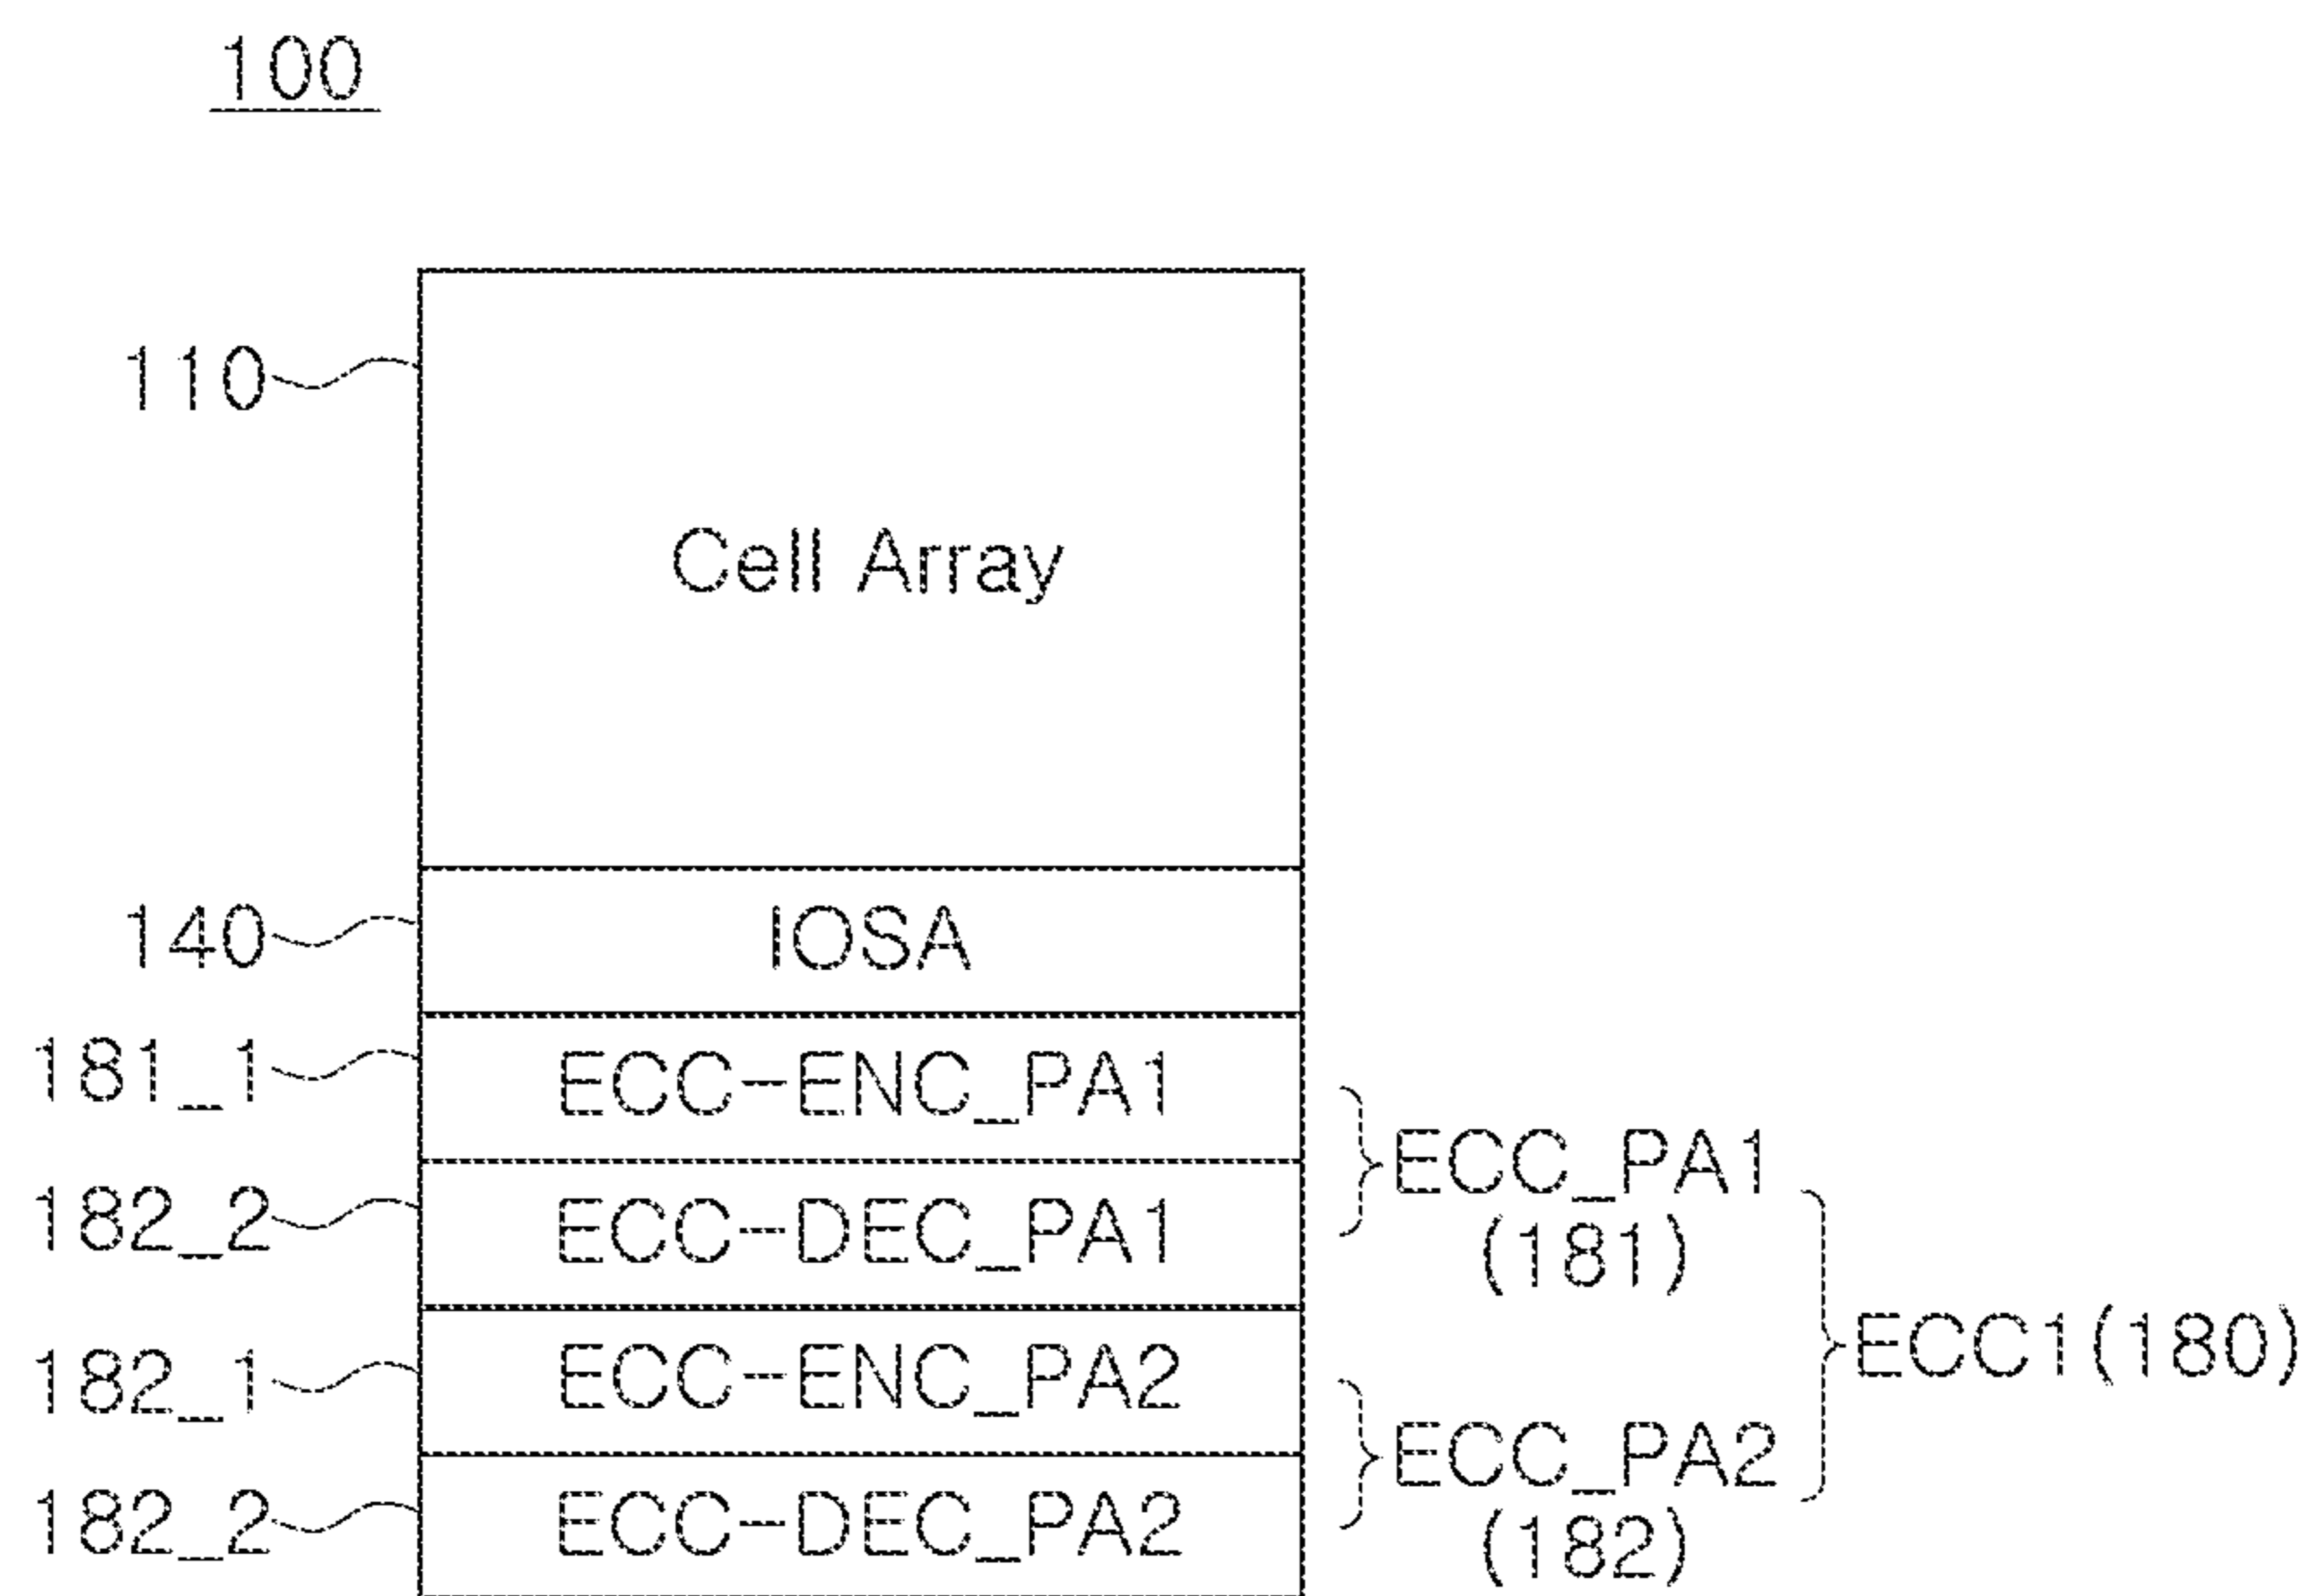 100
110
Cell Array
140
IOSA
181_1
ECC-ENC_PA1
182_2
ECC-DEC_PA1
ECC_PA1
(181)
182_1
ECC-ENC_PA2
ECC1(180)
182_2
ECC-DEC_PA2
ECC_PA2
(182)